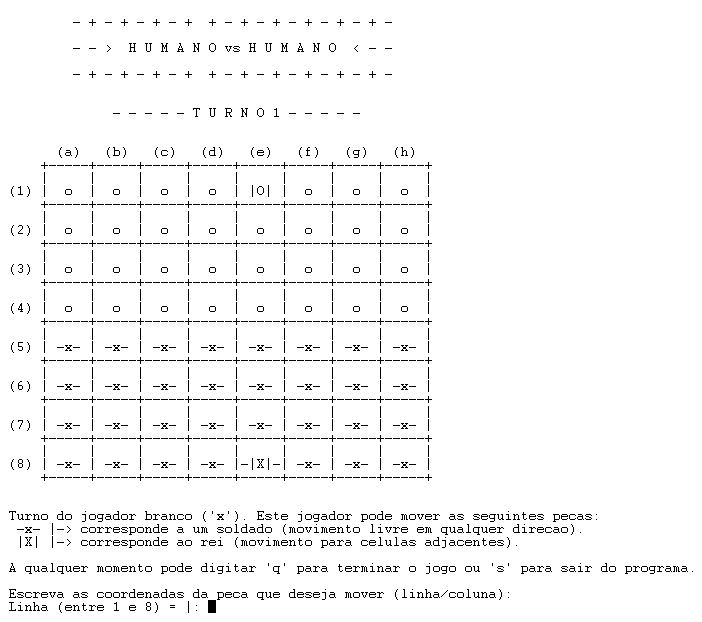 - + - + - + - +  + - + - + - + - + -
- - >  H U M A N O vs H U M A N O  < - -
- + - + - + - +  + - + - + - + - + -
- - - - - T U R N O 1 - - - - -
(a) (b) (c) (d) (e) (f) (g) (h)
+-----+-----+-----+-----+-----+-----+-----+-----+
(1) |  o  |  o  |  o  |  o  | |O| |  o  |  o  |  o  |
+-----+-----+-----+-----+-----+-----+-----+-----+
(2) |  o  |  o  |  o  |  o  |  o  |  o  |  o  |  o  |
+-----+-----+-----+-----+-----+-----+-----+-----+
(3) |  o  |  o  |  o  |  o  |  o  |  o  |  o  |  o  |
+-----+-----+-----+-----+-----+-----+-----+-----+
(4) |  o  |  o  |  o  |  o  |  o  |  o  |  o  |  o  |
+-----+-----+-----+-----+-----+-----+-----+-----+
(5) | -x- | -x- | -x- | -x- | -x- | -x- | -x- | -x- |
+-----+-----+-----+-----+-----+-----+-----+-----+
(6) | -x- | -x- | -x- | -x- | -x- | -x- | -x- | -x- |
+-----+-----+-----+-----+-----+-----+-----+-----+
(7) | -x- | -x- | -x- | -x- | -x- | -x- | -x- | -x- |
+-----+-----+-----+-----+-----+-----+-----+-----+
(8) | -x- | -x- | -x- | -x- |-|X|-| -x- | -x- | -x- |
+-----+-----+-----+-----+-----+-----+-----+-----+
Turno do jogador branco ('x'). Este jogador pode mover as seguintes pecas:
-x- |-> corresponde a um soldado (movimento livre em qualquer direcao).
|X| |-> corresponde ao rei (movimento para celulas adjacentes).
A qualquer momento pode digitar 'q' para terminar o jogo ou 's' para sair do programa.
Escreva as coordenadas da peca que deseja mover (linha/coluna):
Linha (entre 1 e 8) = |: